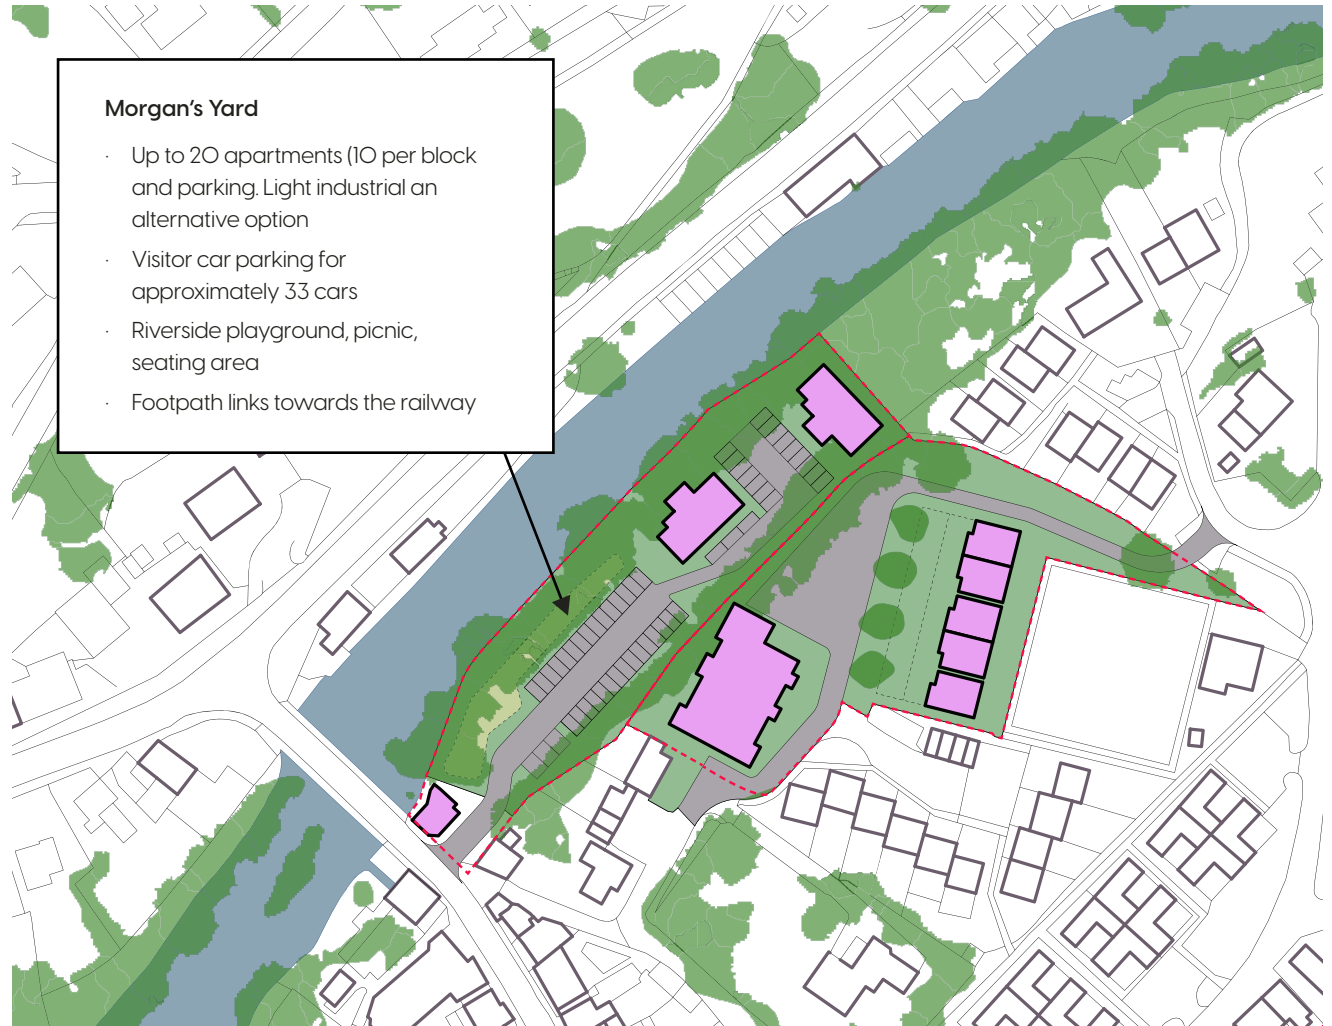 Morgan's Yard
· Up to 20 apartments (10 per block
and parking. Light industrial an
alternative option
· Visitor car parking for
approximately 33 cars
· Riverside playground, picnic,
seating area
· Footpath links towards the railway